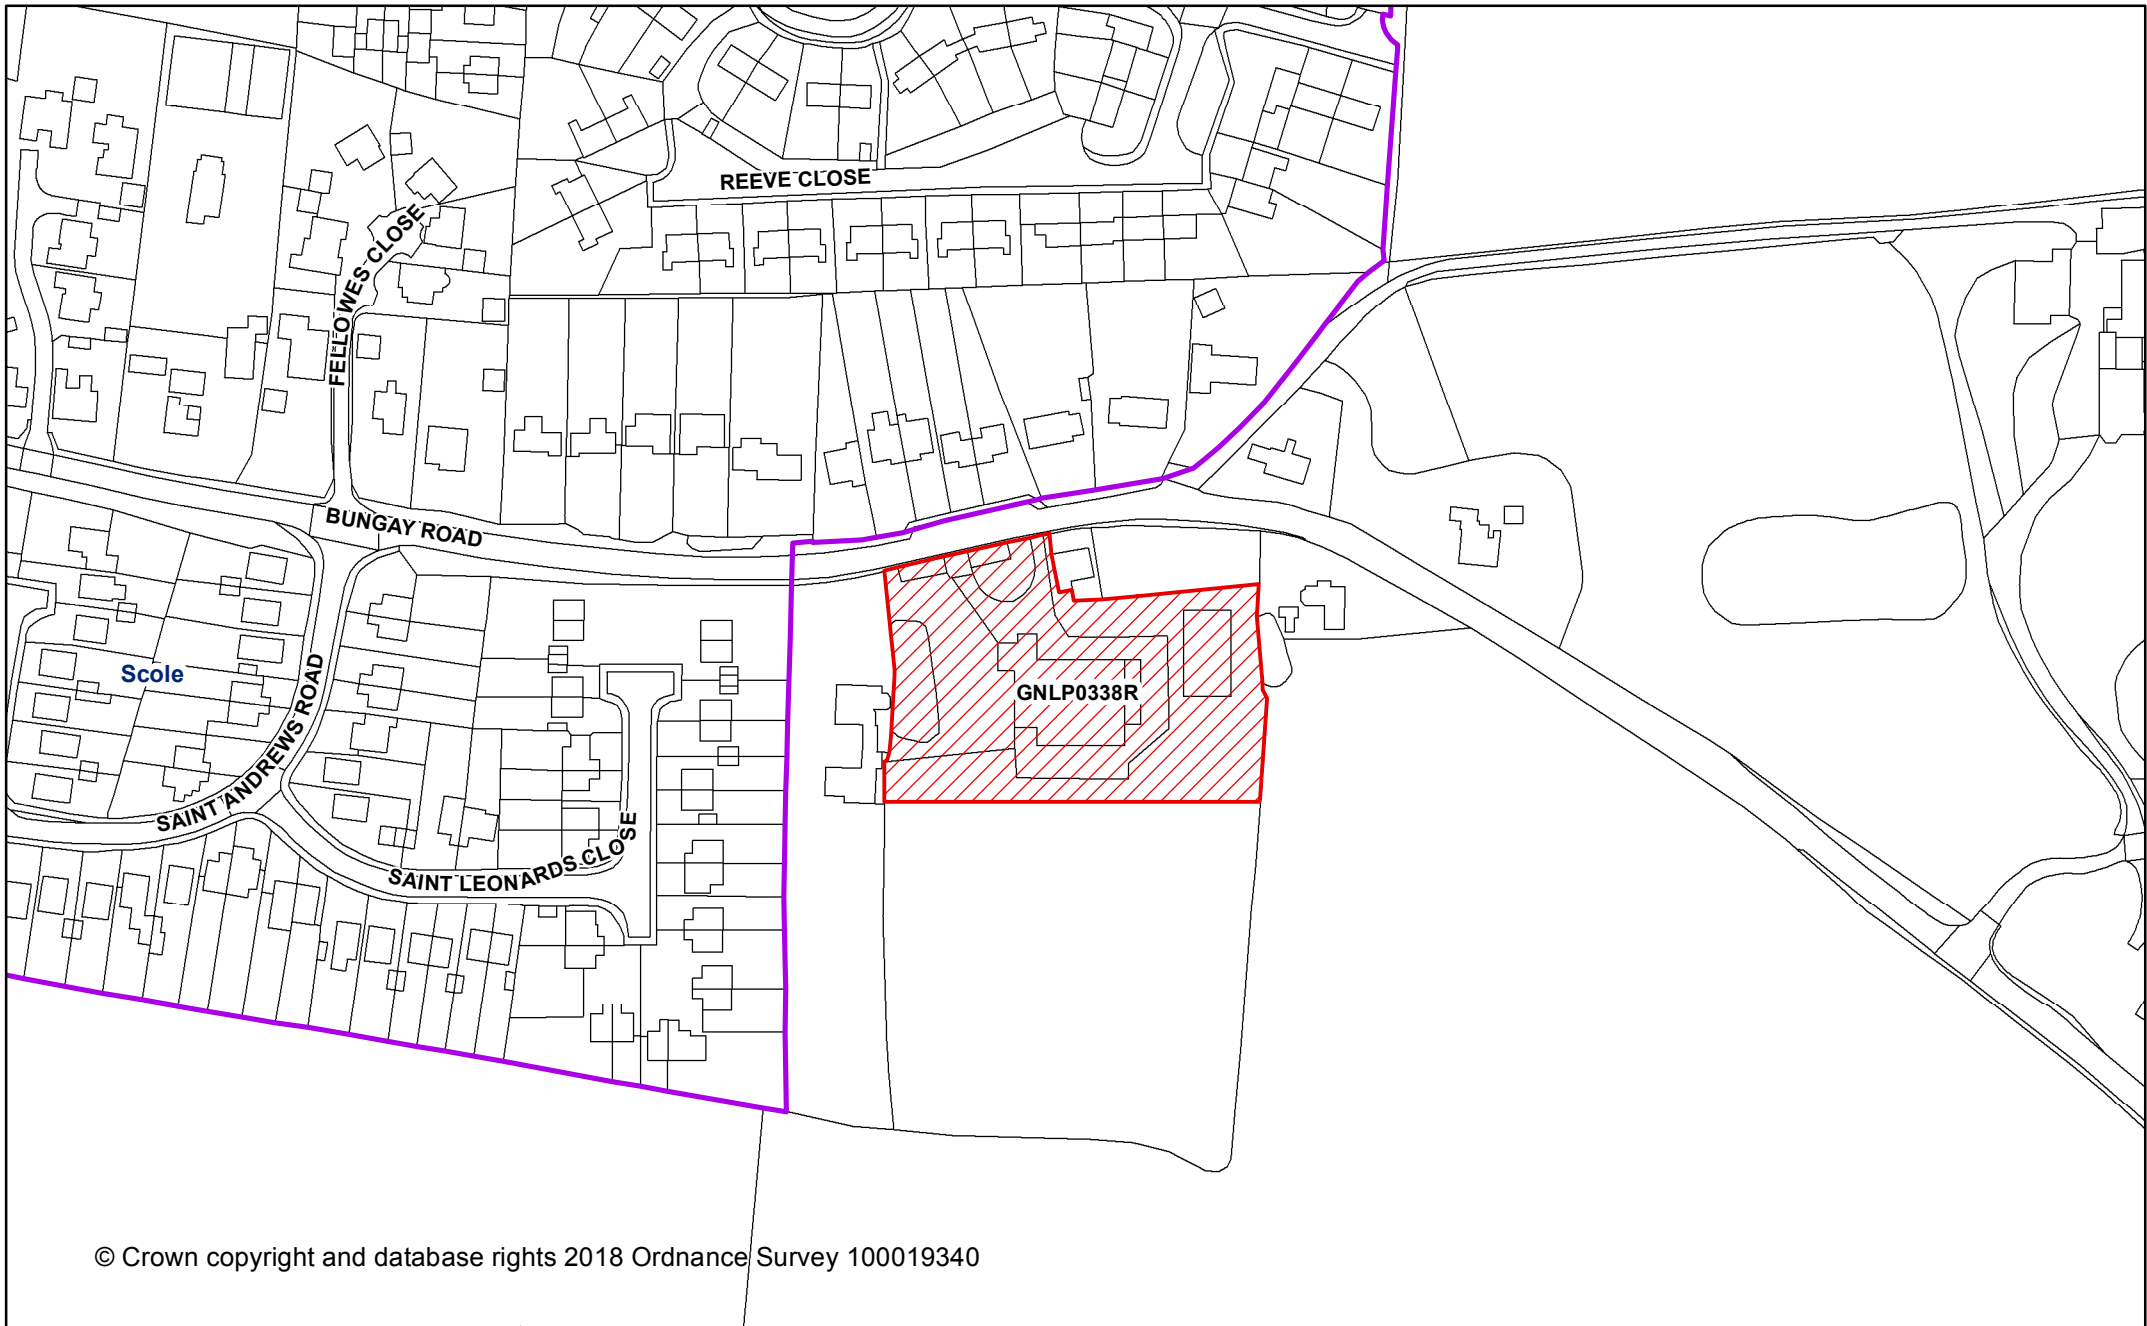 REEVE CLOSE
FELLOWES CLOSE
BUNGAY ROAD
Scole
SAINT ANDREWS ROAD
GNLP0338R
SAINT LEONARDS CLOSE
© Crown copyright and database rights 2018 Ordnance Survey 100019340